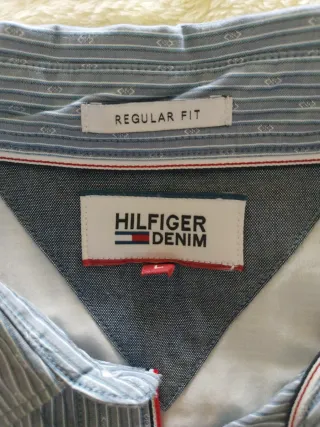 REGULAR FIT
HILFIGER
DENIM
L